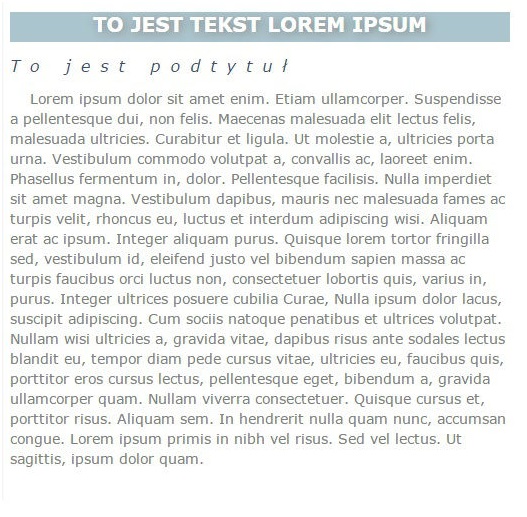 TO JEST TEKST LOREM IPSUM
To jest podtytuł
Lorem ipsum dolor sit amet enim. Etiam ullamcorper. Suspendisse
a pellentesque dui, non felis. Maecenas malesuada elit lectus felis,
malesuada ultricies. Curabitur et ligula. Ut molestie a, ultricies porta
urna. Vestibulum commodo volutpat a, convallis ac, laoreet enim.
Phasellus fermentum in, dolor. Pellentesque facilisis. Nulla imperdiet
sit amet magna. Vestibulum dapibus, mauris nec malesuada fames ac
turpis velit, rhoncus eu, luctus et interdum adipiscing wisi. Aliquam
erat ac ipsum. Integer aliquam purus. Quisque lorem tortor fringilla
sed, vestibulum id, eleifend justo vel bibendum sapien massa ac
turpis faucibus orci luctus non, consectetuer lobortis quis, varius in,
purus. Integer ultrices posuere cubilia Curae, Nulla ipsum dolor lacus,
suscipit adipiscing. Cum sociis natoque penatibus et ultrices volutpat.
Nullam wisi ultricies a, gravida vitae, dapibus risus ante sodales lectus
blandit eu, tempor diam pede cursus vitae, ultricies eu, faucibus quis,
porttitor eros cursus lectus, pellentesque eget, bibendum a, gravida
ullamcorper quam. Nullam viverra consectetuer. Quisque cursus et,
porttitor risus. Aliquam sem. In hendrerit nulla quam nunc, accumsan
congue. Lorem ipsum primis in nibh vel risus. Sed vel lectus. Ut
sagittis, ipsum dolor quam.